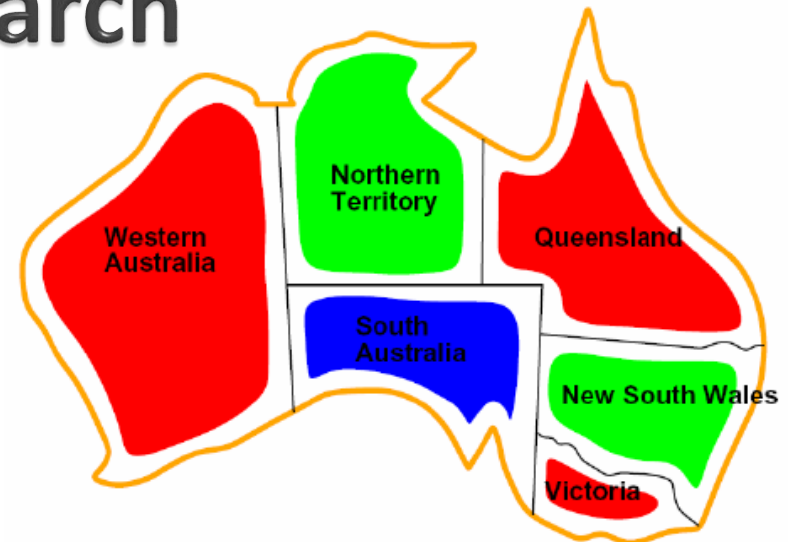 arch
Northern
Territory
Western
Australia
Queensland
South
Australia
New South Wales
Victoria